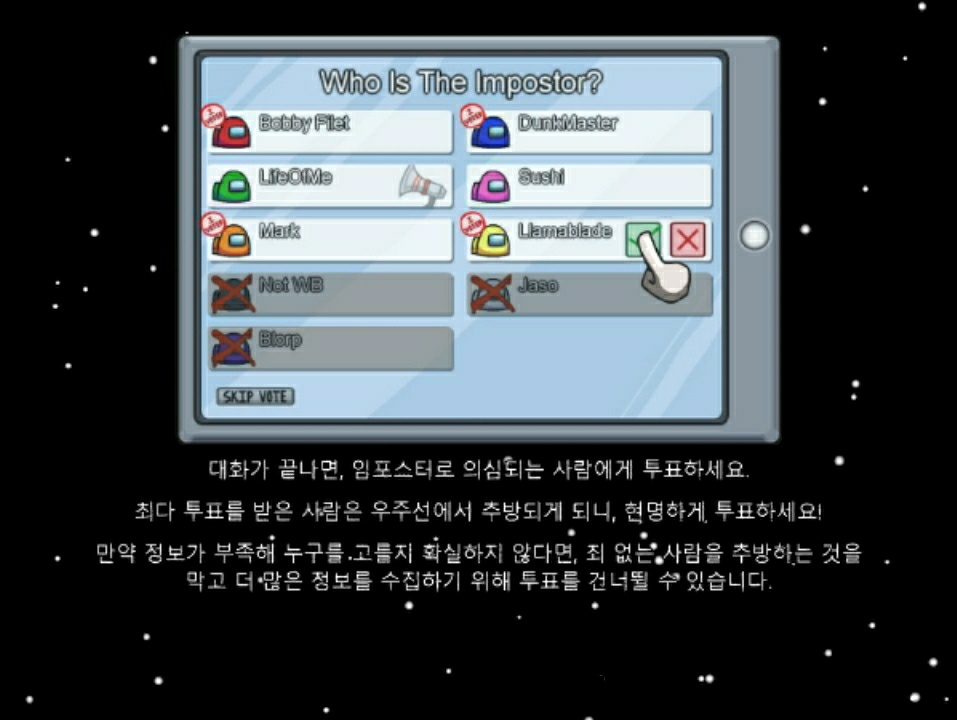 Who Is The Impostor?
Bobby Filet
DunkMaster
LifeOfMe
Sushi
Mark
Llamablade
Not WB
Jaso
Blorp
SKIP VOTE
대화가 끝나면, 임포스터로 의심되는 사람에게 투표하세요.
최다 투표를 받은 사람은 우주선에서 추방되게 되니, 현명하게 투표하세요!
만약 정보가 부족해 누구를 고를지 확실하지 않다면, 죄 없는 사람을 추방하는 것을
막고 더 많은 정보를 수집하기 위해 투표를 건너뛸 수 있습니다.